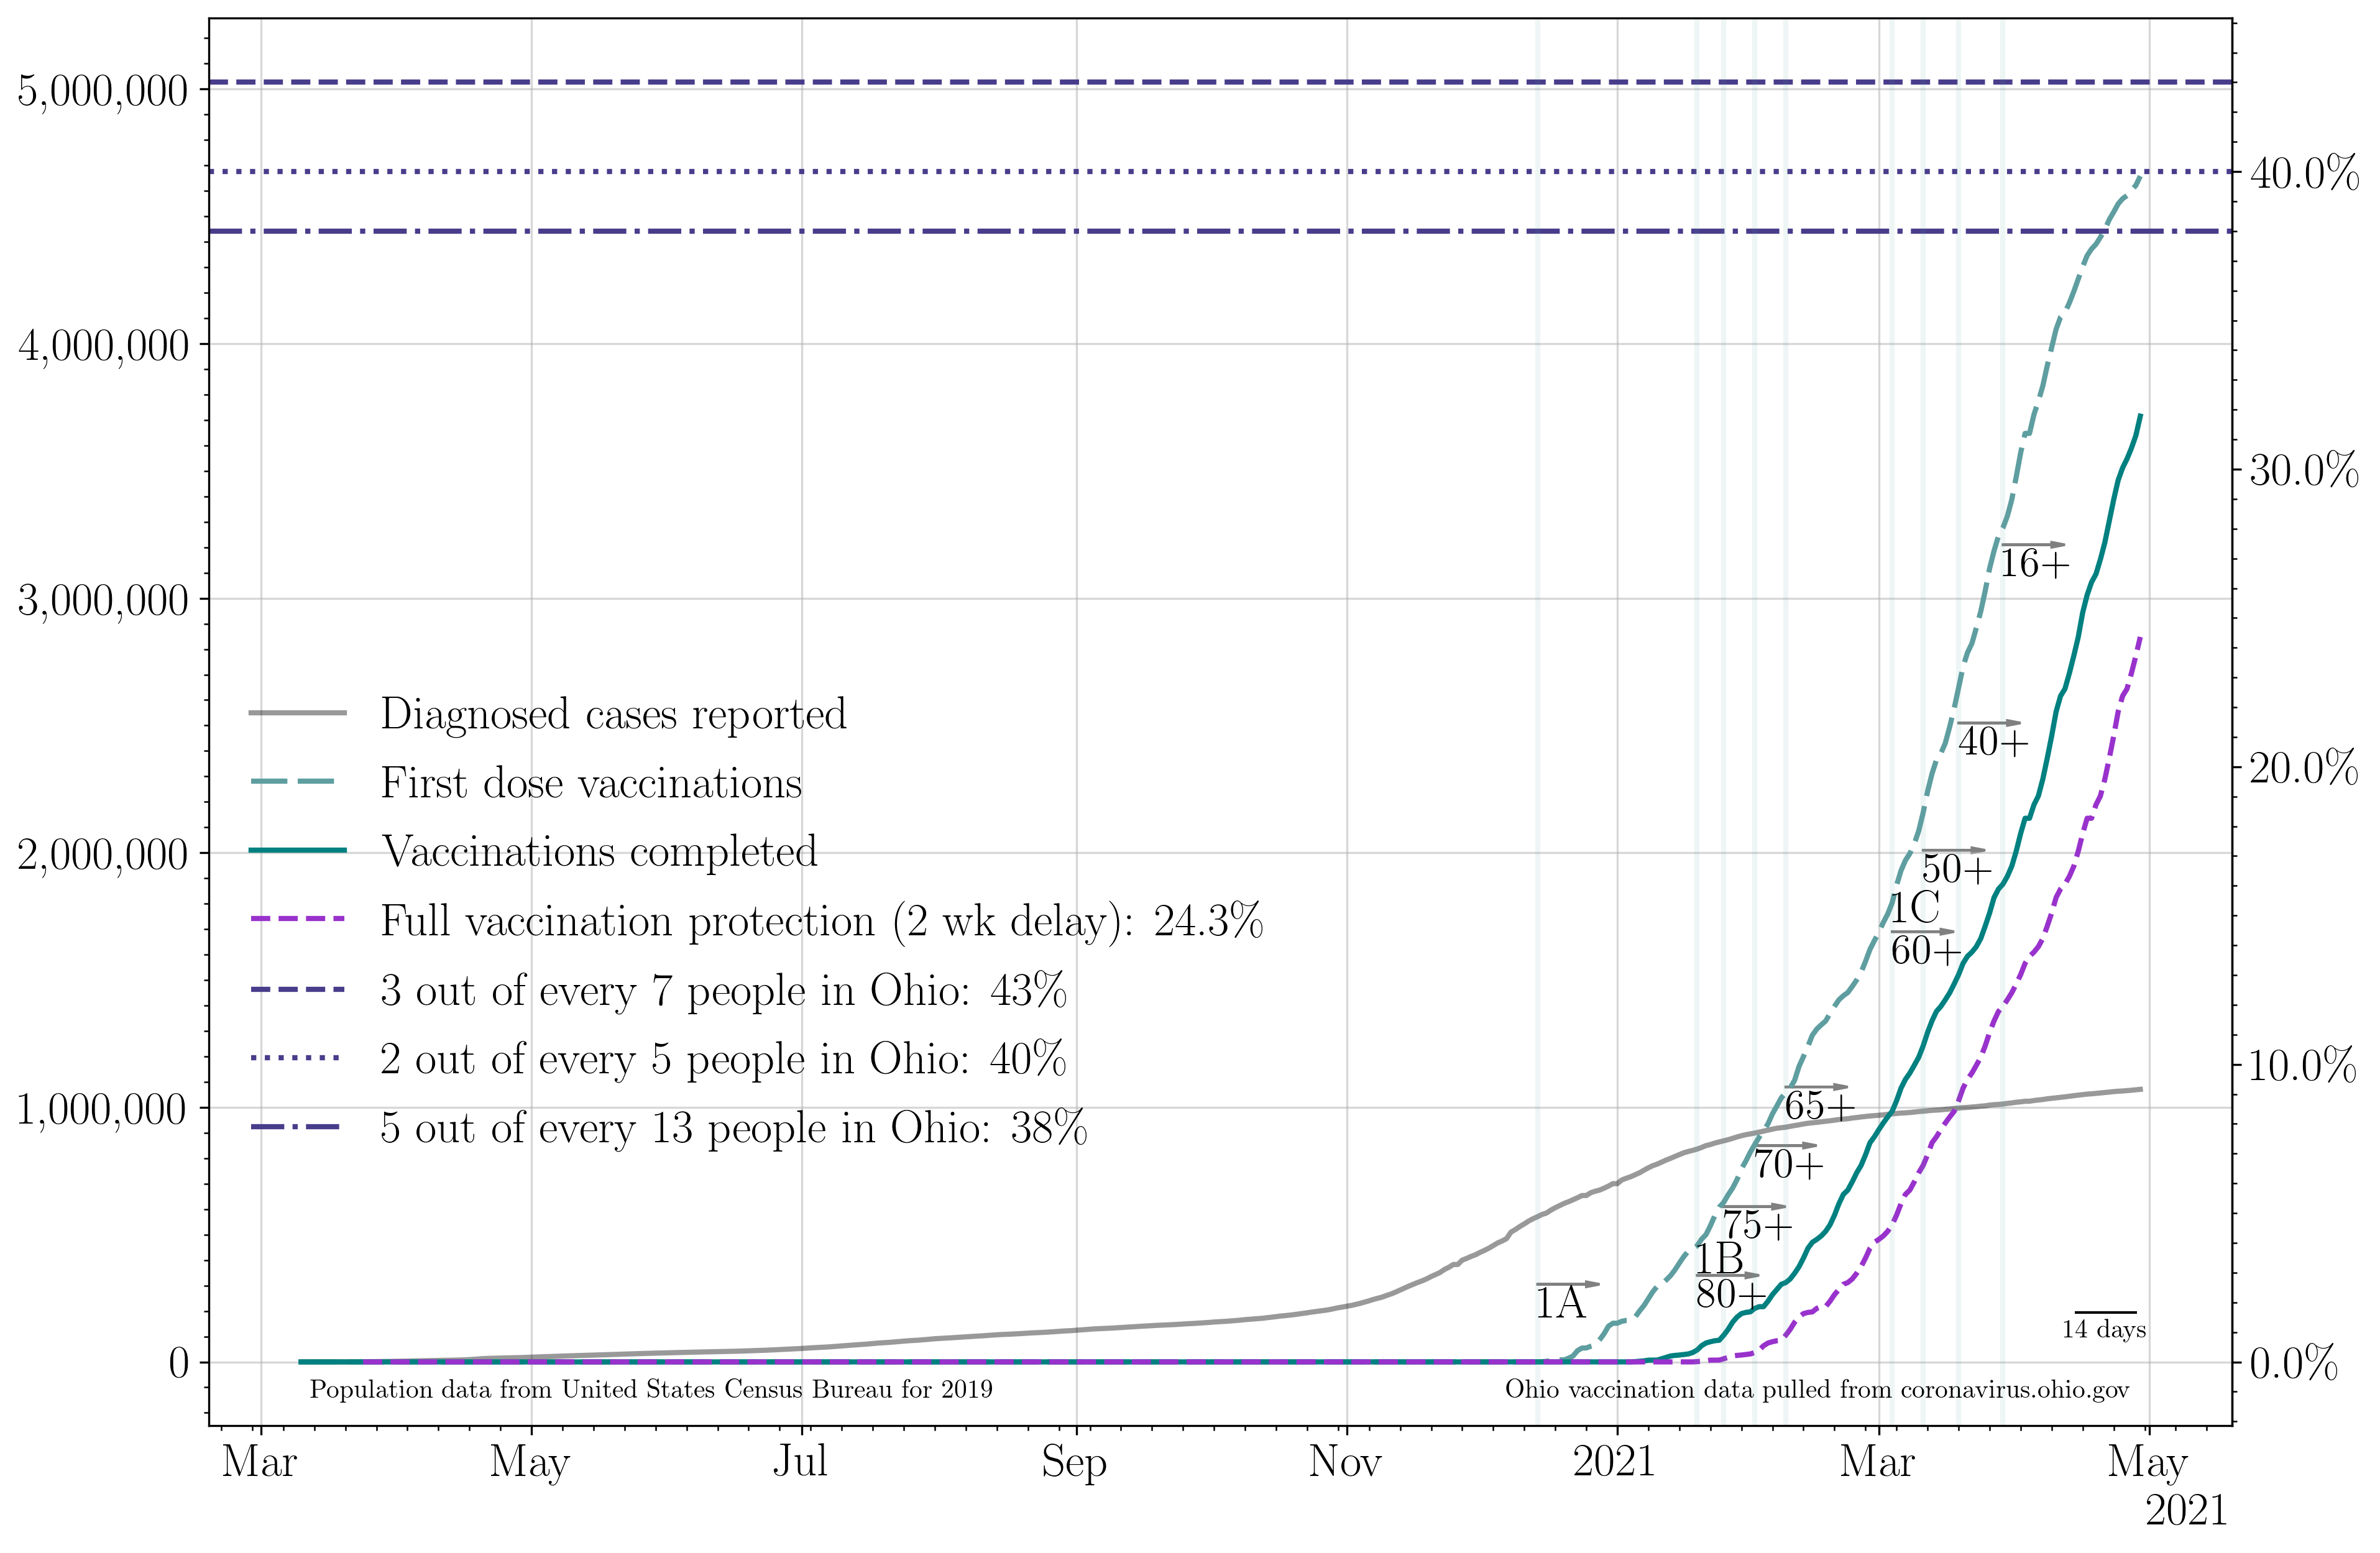 5,000,000
4,000,000
3,000,000
2,000,000
1,000,000
0
40.0%
30.0%
20.0%
10.0%
0.0%
Diagnosed cases reported
First dose vaccinations
Vaccinations completed
Full vaccination protection (2 wk delay): 24.3%
3 out of every 7 people in Ohio: 43%
2 out of every 5 people in Ohio: 40%
5 out of every 13 people in Ohio: 38%
16+
40+
50+
1C
60+
65+
70+
75+
1B
80+
1A
14 days
Population data from United States Census Bureau for 2019
Ohio vaccination data pulled from coronavirus.ohio.gov
Mar May Jul Sep Nov 2021 Mar May
2021